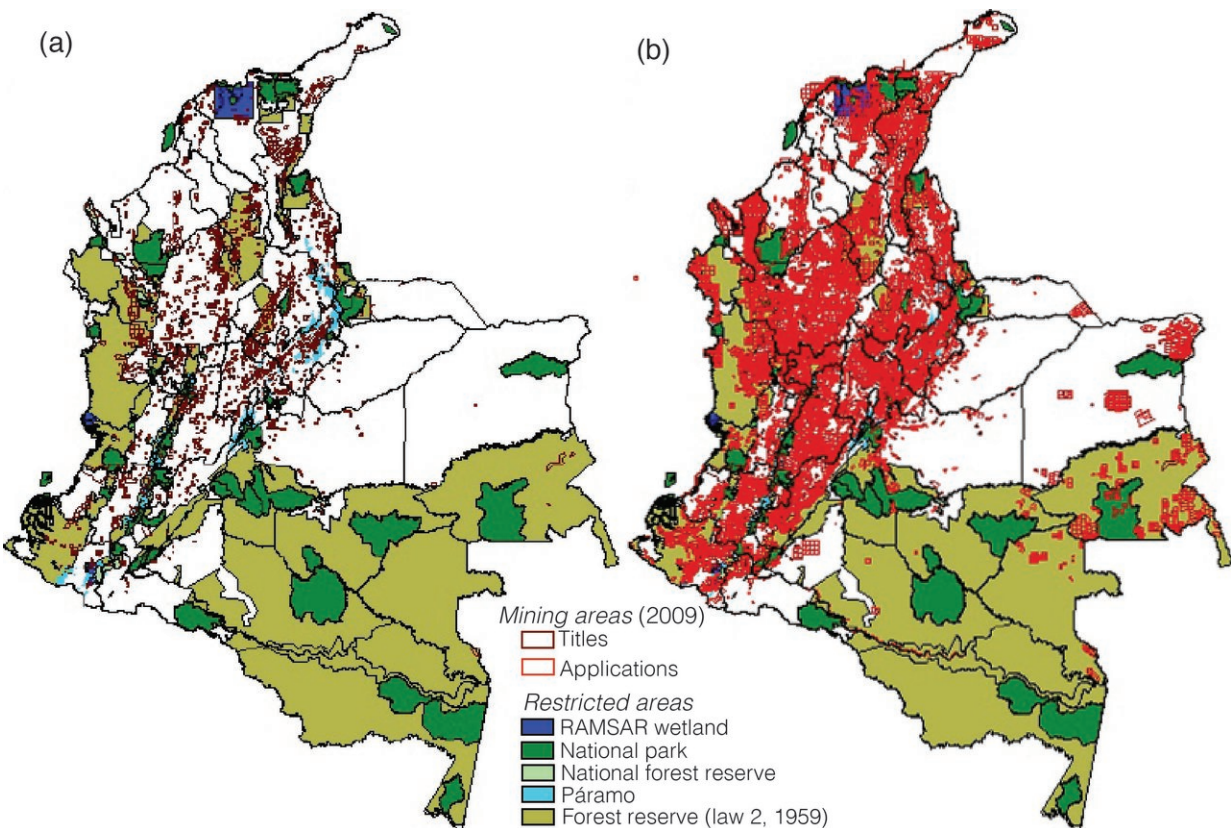 (a)
(b)
Mining areas (2009)
Titles
Applications
Restricted areas
RAMSAR wetland
National park
National forest reserve
Páramo
Forest reserve (law 2, 1959)